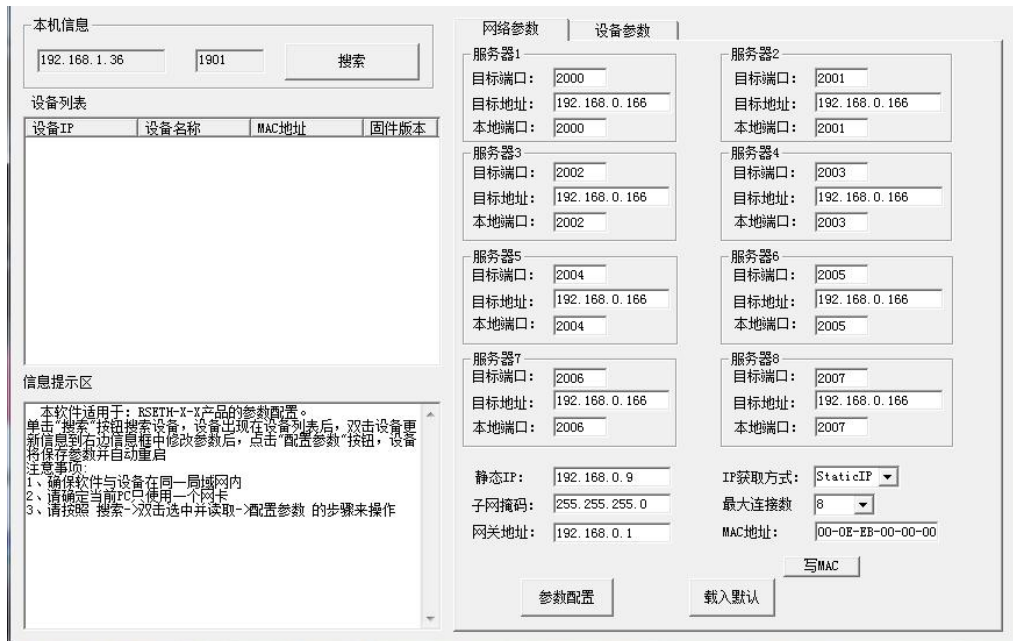 本机信息
192.168.1.36 1901 搜索
设备列表
设备IP 设备名称 MAC地址 固件版本
信息提示区
本软件适用于: RSETH-X-X产品的参数配置。
单击"搜索"按钮搜索设备，设备出现在设备列表后，双击设备更
新信息到右边信息框中修改参数后，点击"配置参数"按钮，设备
将保存参数并自动重启
注意事项:
1、确保软件与设备在同一局域网内
2、请确定当前PC只使用一个网卡
3、请按照 搜索->双击选中并读取->配置参数 的步骤来操作
网络参数 设备参数
服务器1
目标端口: 2000
目标地址: 192.168.0.166
本地端口: 2000
服务器2
目标端口: 2001
目标地址: 192.168.0.166
本地端口: 2001
服务器3
目标端口: 2002
目标地址: 192.168.0.166
本地端口: 2002
服务器4
目标端口: 2003
目标地址: 192.168.0.166
本地端口: 2003
服务器5
目标端口: 2004
目标地址: 192.168.0.166
本地端口: 2004
服务器6
目标端口: 2005
目标地址: 192.168.0.166
本地端口: 2005
服务器7
目标端口: 2006
目标地址: 192.168.0.166
本地端口: 2006
服务器8
目标端口: 2007
目标地址: 192.168.0.166
本地端口: 2007
静态IP: 192.168.0.9 IP获取方式: StaticIP
子网掩码: 255.255.255.0 最大连接数 8
网关地址: 192.168.0.1 MAC地址: 00-0E-EB-00-00-00
写MAC
参数配置 载入默认